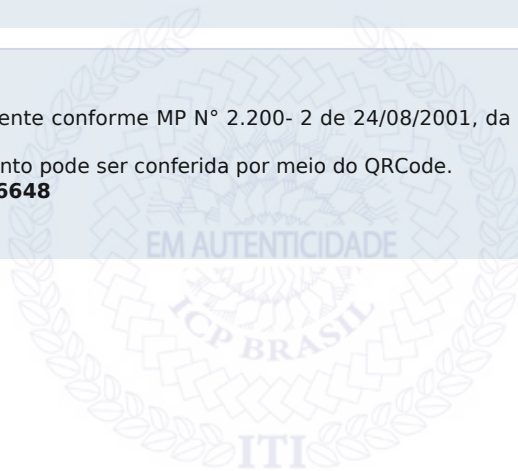 ente conforme MP N° 2.200- 2 de 24/08/2001, da
nto pode ser conferida por meio do QRCode.
6648
EM AUTENTICIDADE
ICP BRASIL
ITI